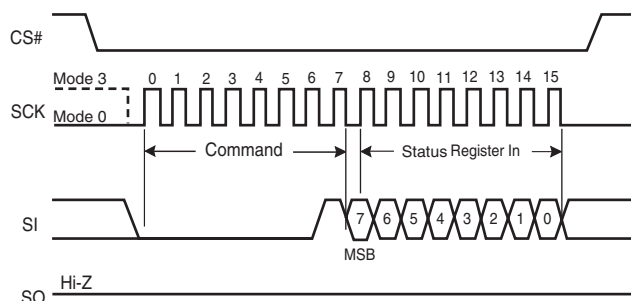 CS#
Mode 3
0 1 2 3 4 5 6 7 8 9 10 11 12 13 14 15
SCK
Mode 0
Command
Status Register In
SI
7 6 5 4 3 2 1 0
MSB
Hi-Z
SO